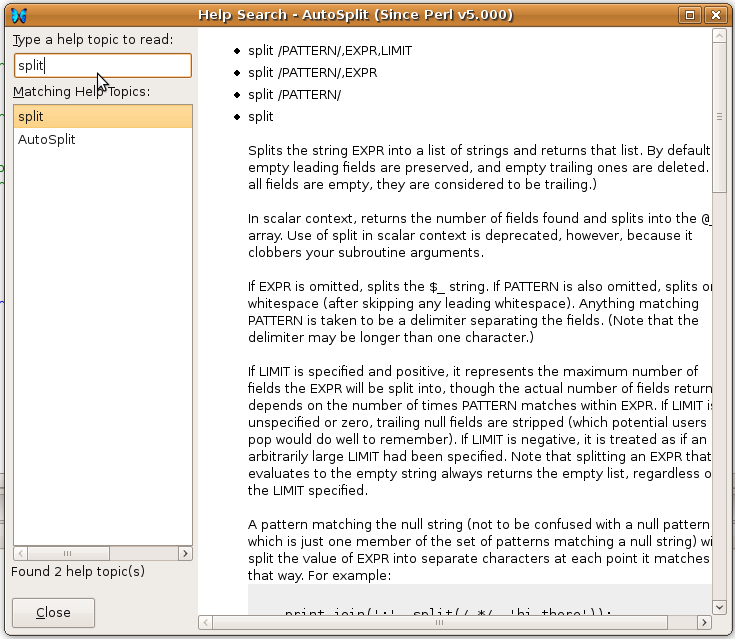 Help Search - AutoSplit (Since Perl v5.000)
Type a help topic to read:
split
Matching Help Topics:
split
AutoSplit
Found 2 help topic(s)
Close
split /PATTERN/,EXPR,LIMIT
split /PATTERN/,EXPR
split /PATTERN/
split
Splits the string EXPR into a list of strings and returns that list. By default
empty leading fields are preserved, and empty trailing ones are deleted.
all fields are empty, they are considered to be trailing.)
In scalar context, returns the number of fields found and splits into the @_
array. Use of split in scalar context is deprecated, however, because it
clobbers your subroutine arguments.
If EXPR is omitted, splits the $_ string. If PATTERN is also omitted, splits on
whitespace (after skipping any leading whitespace). Anything matching
PATTERN is taken to be a delimiter separating the fields. (Note that the
delimiter may be longer than one character.)
If LIMIT is specified and positive, it represents the maximum number of
fields the EXPR will be split into, though the actual number of fields return
depends on the number of times PATTERN matches within EXPR. If LIMIT is
unspecified or zero, trailing null fields are stripped (which potential users
pop would do well to remember). If LIMIT is negative, it is treated as if an
arbitrarily large LIMIT had been specified. Note that splitting an EXPR that
evaluates to the empty string always returns the empty list, regardless o
the LIMIT specified.
A pattern matching the null string (not to be confused with a null pattern
which is just one member of the set of patterns matching a null string) wi
split the value of EXPR into separate characters at each point it matches
that way. For example:
print join(':', split(/ */, 'hi there'));